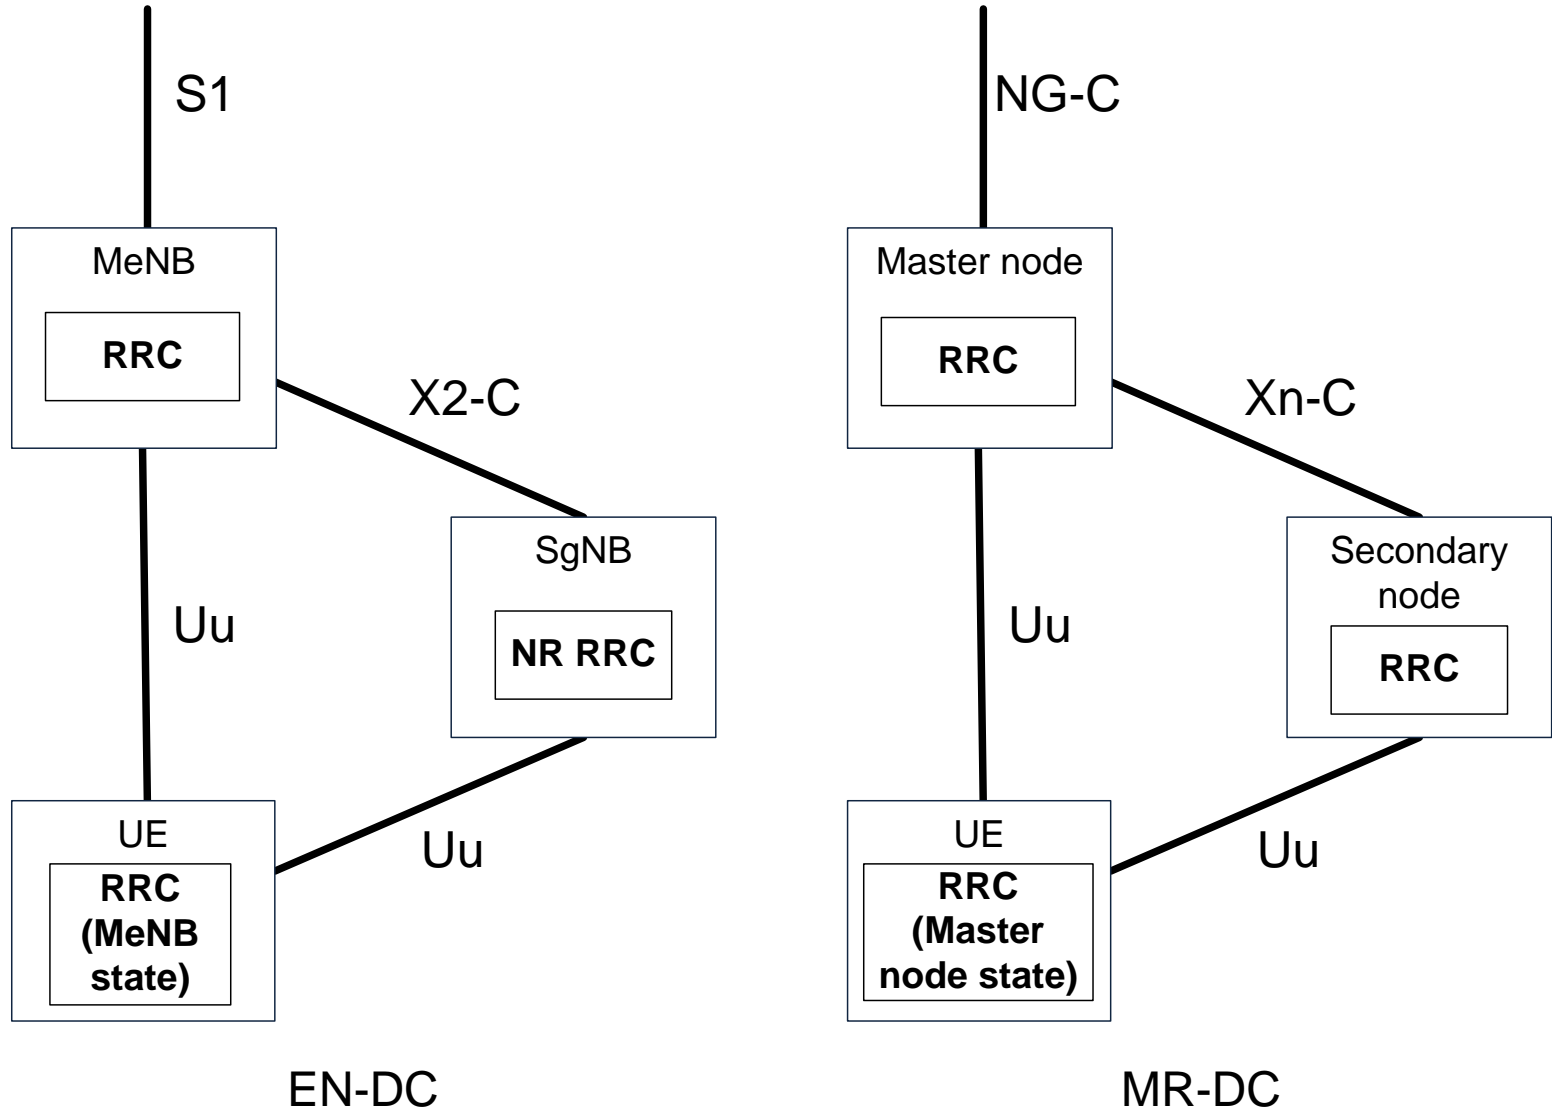 S1
MeNB
RRC
X2-C
SgNB
NR RRC
Uu
Uu
UE
RRC
(MeNB
state)
EN-DC
NG-C
Master node
RRC
Xn-C
Secondary
node
RRC
Uu
Uu
UE
RRC
(Master
node state)
MR-DC